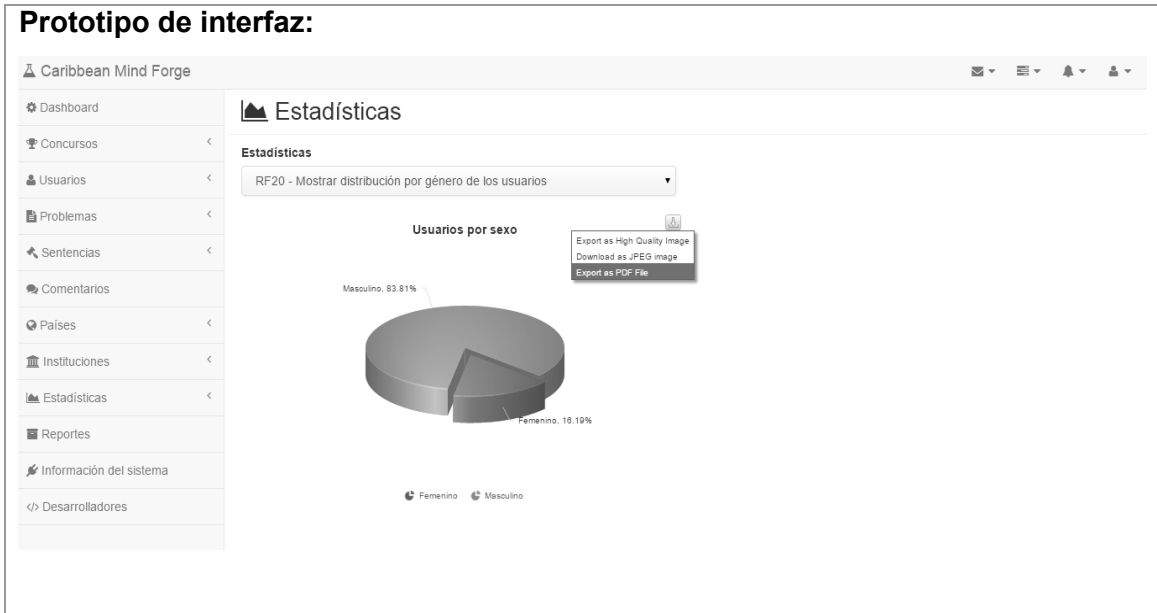 Prototipo de interfaz:
Caribbean Mind Forge
Dashboard
Concursos
Usuarios
Problemas
Sentencias
Comentarios
Países
Instituciones
Estadísticas
Reportes
Información del sistema
Desarrolladores
Estadísticas
Estadísticas
RF20 - Mostrar distribución por género de los usuarios
Usuarios por sexo
Export as High Quality Image
Download as JPEG image
Export as PDF File
Masculino, 83.81%
Femenino, 16.19%
Femenino Masculino